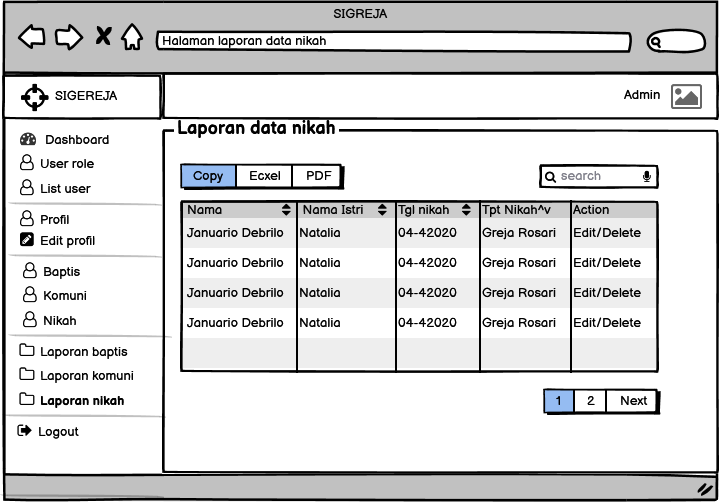 SIGREJA
Halaman laporan data nikah
SIGEREJA
Admin
Dashboard
User role
List user
Profil
Edit profil
Baptis
Komuni
Nikah
Laporan baptis
Laporan komuni
Laporan nikah
Logout
Laporan data nikah
Copy Ecxel PDF
search
Nama Nama Istri Tgl nikah Tpt Nikah^v Action
Januario Debrilo Natalia 04-42020 Greja Rosari Edit/Delete
Januario Debrilo Natalia 04-42020 Greja Rosari Edit/Delete
Januario Debrilo Natalia 04-42020 Greja Rosari Edit/Delete
Januario Debrilo Natalia 04-42020 Greja Rosari Edit/Delete
1 2 Next